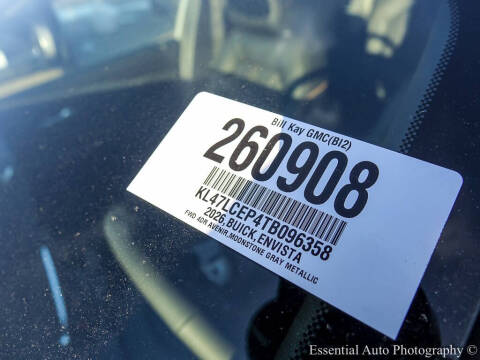 Bill Kay GMC(BI2)
260908
KL47LCEP4TB096358
2026,BUICK,ENVISTA
FWD 4DR AVENIR,MOONSTONE GRAY METALLIC
Essential Auto Photography ©